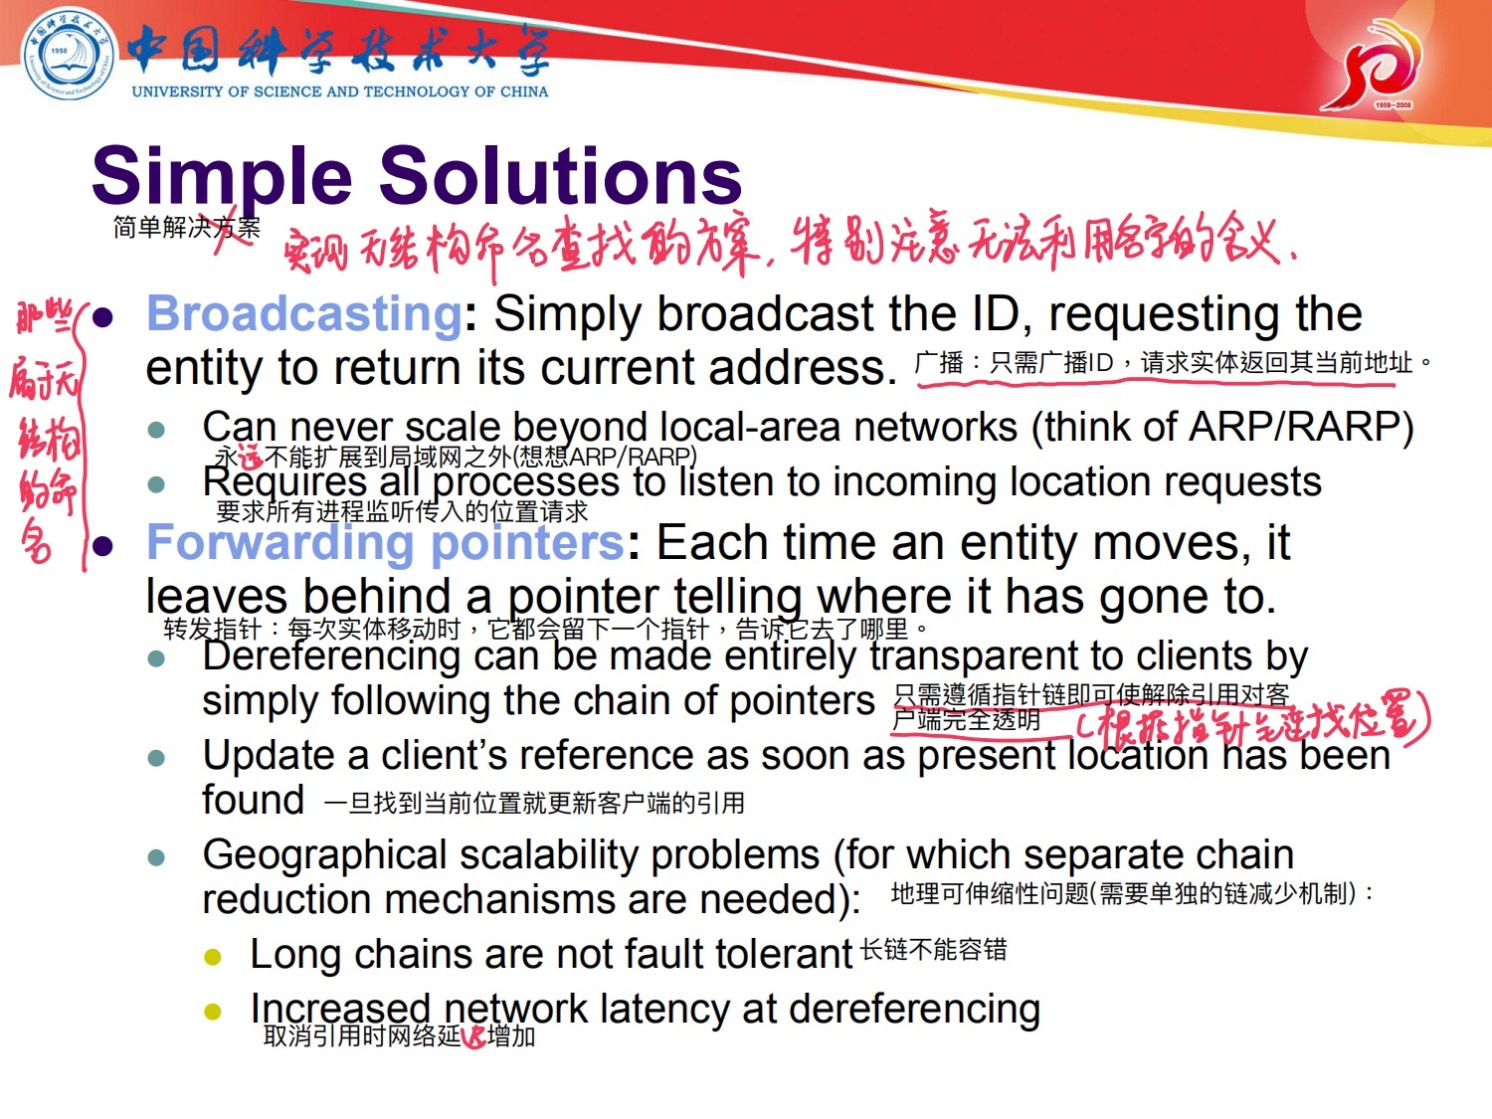 中国科学技术大学
UNIVERSITY OF SCIENCE AND TECHNOLOGY OF CHINA
1958
1958-2008
Simple Solutions
简单解决方案
实现无结构命名查找的方案,特别注意无法利用名字的含义.
那些
属于无
结构
的命
名
Broadcasting: Simply broadcast the ID, requesting the
entity to return its current address. 广播：只需广播ID，请求实体返回其当前地址。
Can never scale beyond local-area networks (think of ARP/RARP)
永远不能扩展到局域网之外(想想ARP/RARP)
Requires all processes to listen to incoming location requests
要求所有进程监听传入的位置请求
Forwarding pointers: Each time an entity moves, it
leaves behind a pointer telling where it has gone to.
转发指针：每次实体移动时，它都会留下一个指针，告诉它去了哪里。
Dereferencing can be made entirely transparent to clients by
simply following the chain of pointers 只需遵循指针链即可使解除引用对客
户端完全透明 (根据指针链找位置)
Update a client’s reference as soon as present location has been
found 一旦找到当前位置就更新客户端的引用
Geographical scalability problems (for which separate chain
reduction mechanisms are needed): 地理可伸缩性问题(需要单独的链减少机制)：
Long chains are not fault tolerant 长链不能容错
Increased network latency at dereferencing
取消引用时网络延迟增加